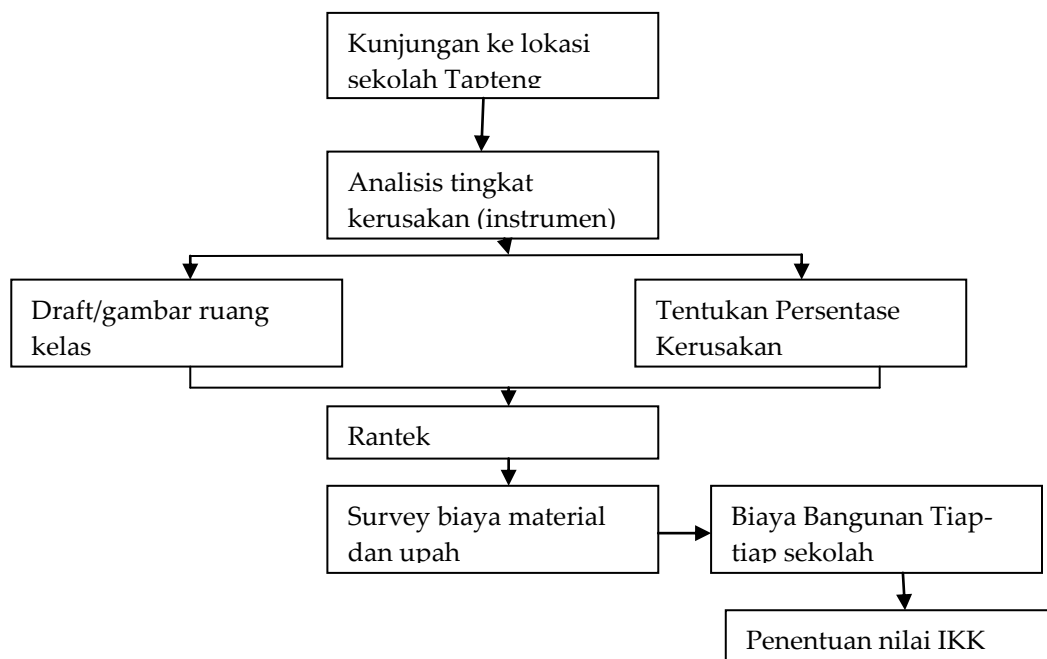 Kunjungan ke lokasi
sekolah Tapteng
Analisis tingkat
kerusakan (instrumen)
Draft/gambar ruang
kelas
Tentukan Persentase
Kerusakan
Rantek
Survey biaya material
dan upah
Biaya Bangunan Tiap-
tiap sekolah
Penentuan nilai IKK